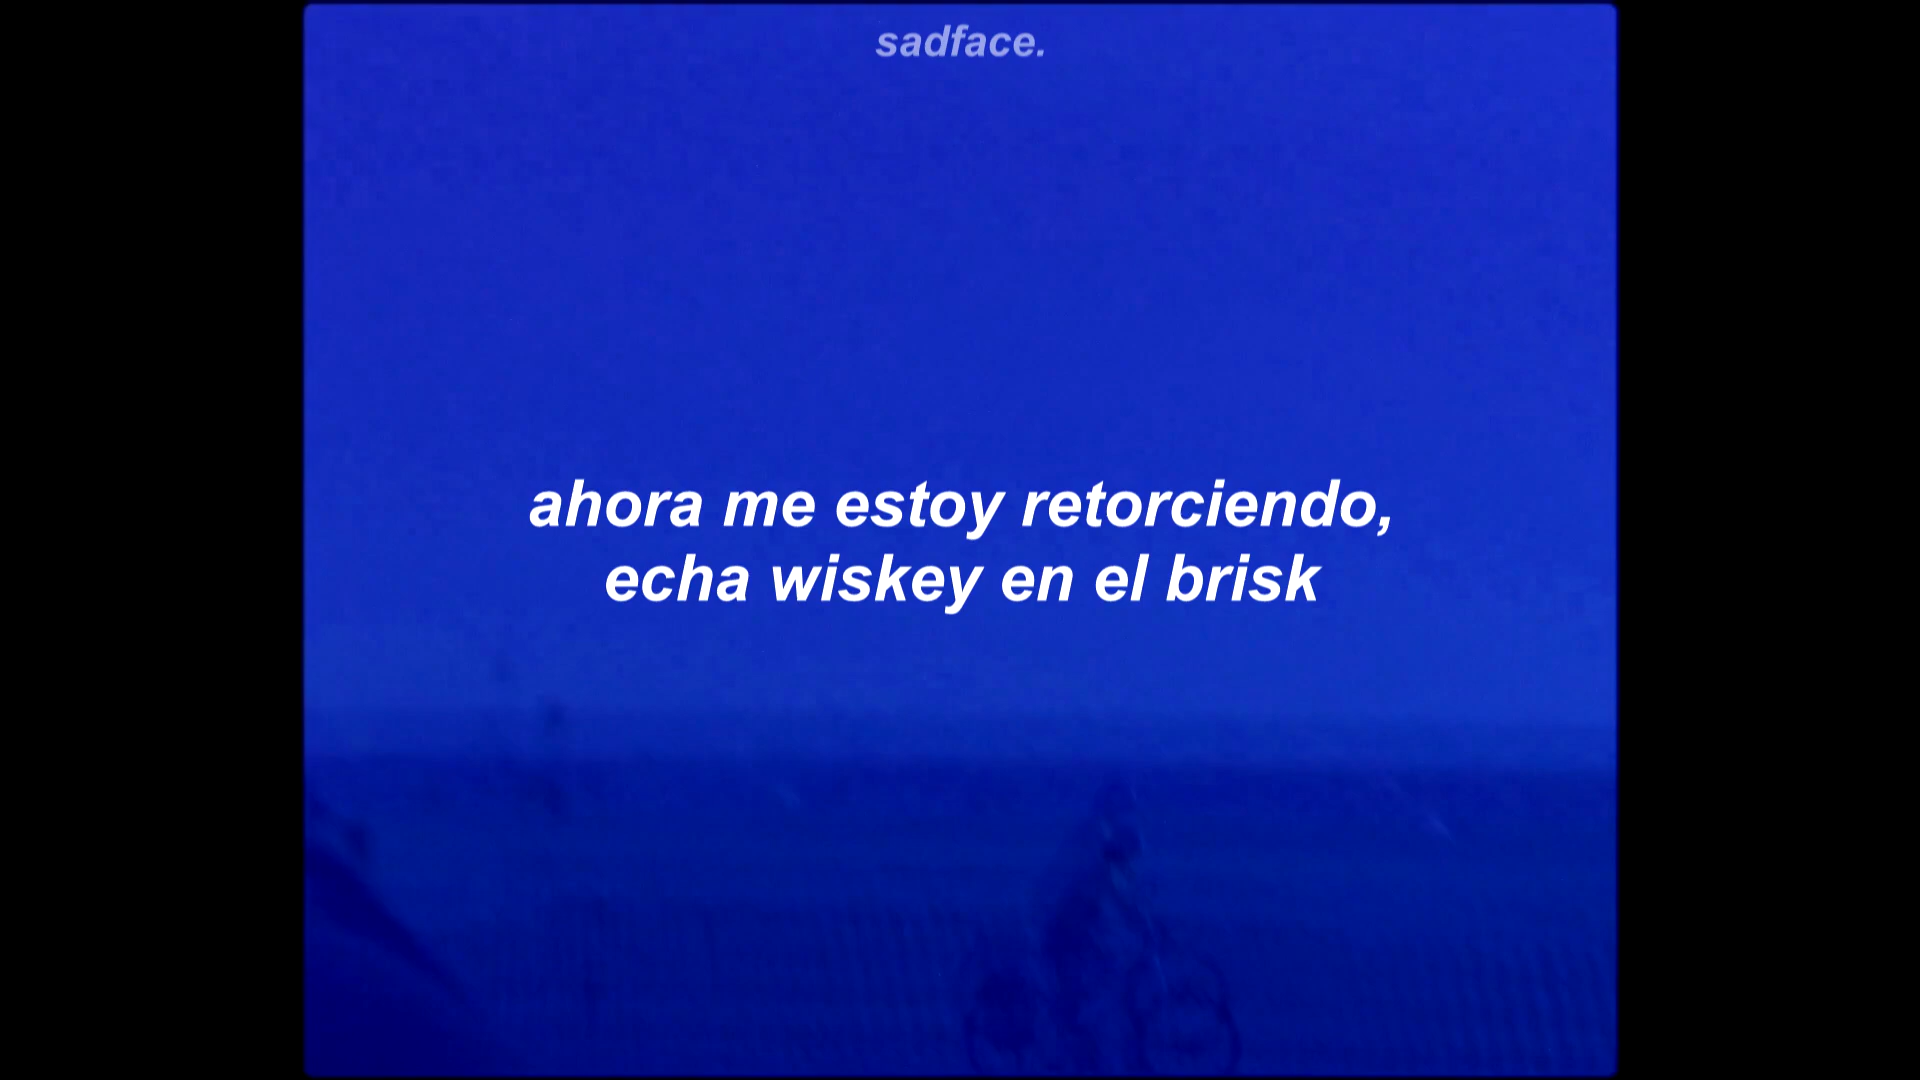 sadface.
ahora me estoy retorciendo,
echa wiskey en el brisk